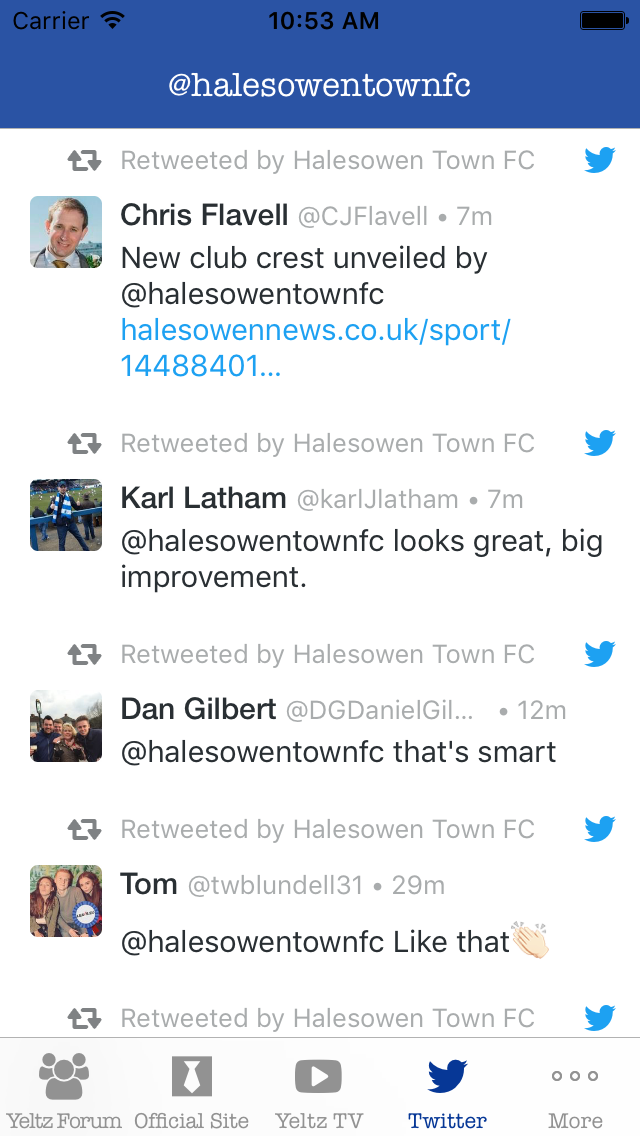 Carrier 10:53 AM
@halesowentownfc
Retweeted by Halesowen Town FC
Chris Flavell @CJFlavell • 7m
New club crest unveiled by
@halesowentownfc
halesowennews.co.uk/sport/
14488401...
Retweeted by Halesowen Town FC
Karl Latham @karlJlatham • 7m
@halesowentownfc looks great, big
improvement.
Retweeted by Halesowen Town FC
Dan Gilbert @DGDanielGil... • 12m
@halesowentownfc that's smart
Retweeted by Halesowen Town FC
Tom @twblundell31 • 29m
@halesowentownfc Like that👏🏻
Retweeted by Halesowen Town FC
Yeltz Forum Official Site Yeltz TV Twitter More